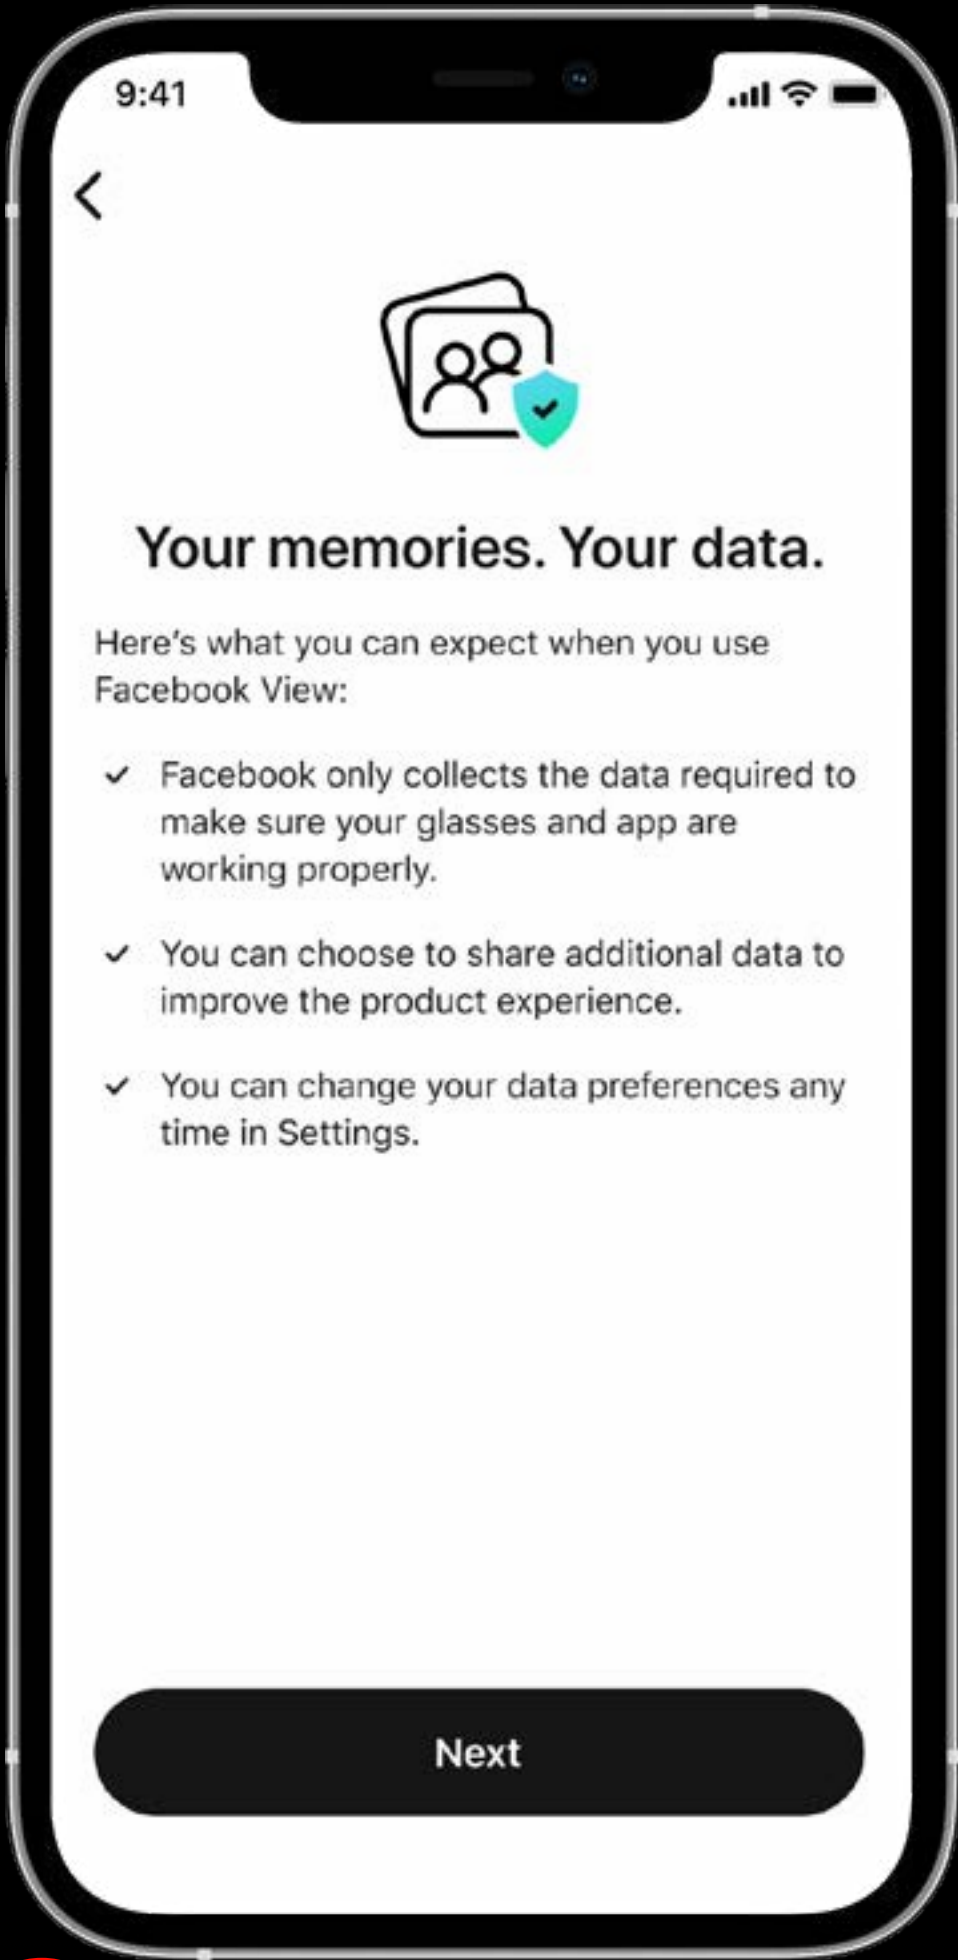 9:41
Your memories. Your data.
Here's what you can expect when you use
Facebook View:
Facebook only collects the data required to
make sure your glasses and app are
working properly.
You can choose to share additional data to
improve the product experience.
You can change your data preferences any
time in Settings.
Next